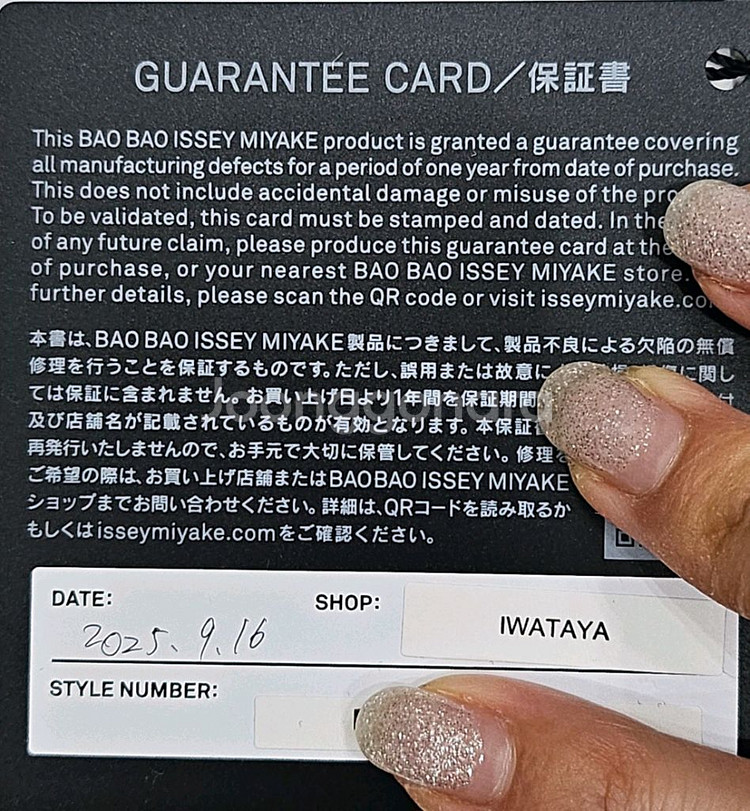 GUARANTEE CARD／保証書
This BAO BAO ISSEY MIYAKE product is granted a guarantee covering
all manufacturing defects for a period of one year from date of purchase.
This does not include accidental damage or misuse of the
To be validated, this card must be stamped and dated. In the
of any future claim, please produce this guarantee card at the
of purchase, or your nearest BAO BAO ISSEY MIYAKE store.
further details, please scan the QR code or visit isseymiyake.co
本書は、BAO BAO ISSEY MIYAKE製品につきまして、製品不良による欠陥の無償
修理を行うことを保証するものです。ただし、誤用または故意に に関し
ては保証に含まれません。お買い上げ日より1年間を保証期間 付
及び店舗名が記載されているものが有効となります。本保証
再発行いたしませんので、お手元で大切に保管してください。修理
ご希望の際は、お買い上げ店舗またはBAO BAO ISSEY MIYAKE
ショップまでお問い合わせください。詳細は、QRコードを読み取るか
もしくはisseymiyake.comをご確認ください。
Joonggonara
DATE: SHOP:
2025.9.16 IWATAYA
STYLE NUMBER: